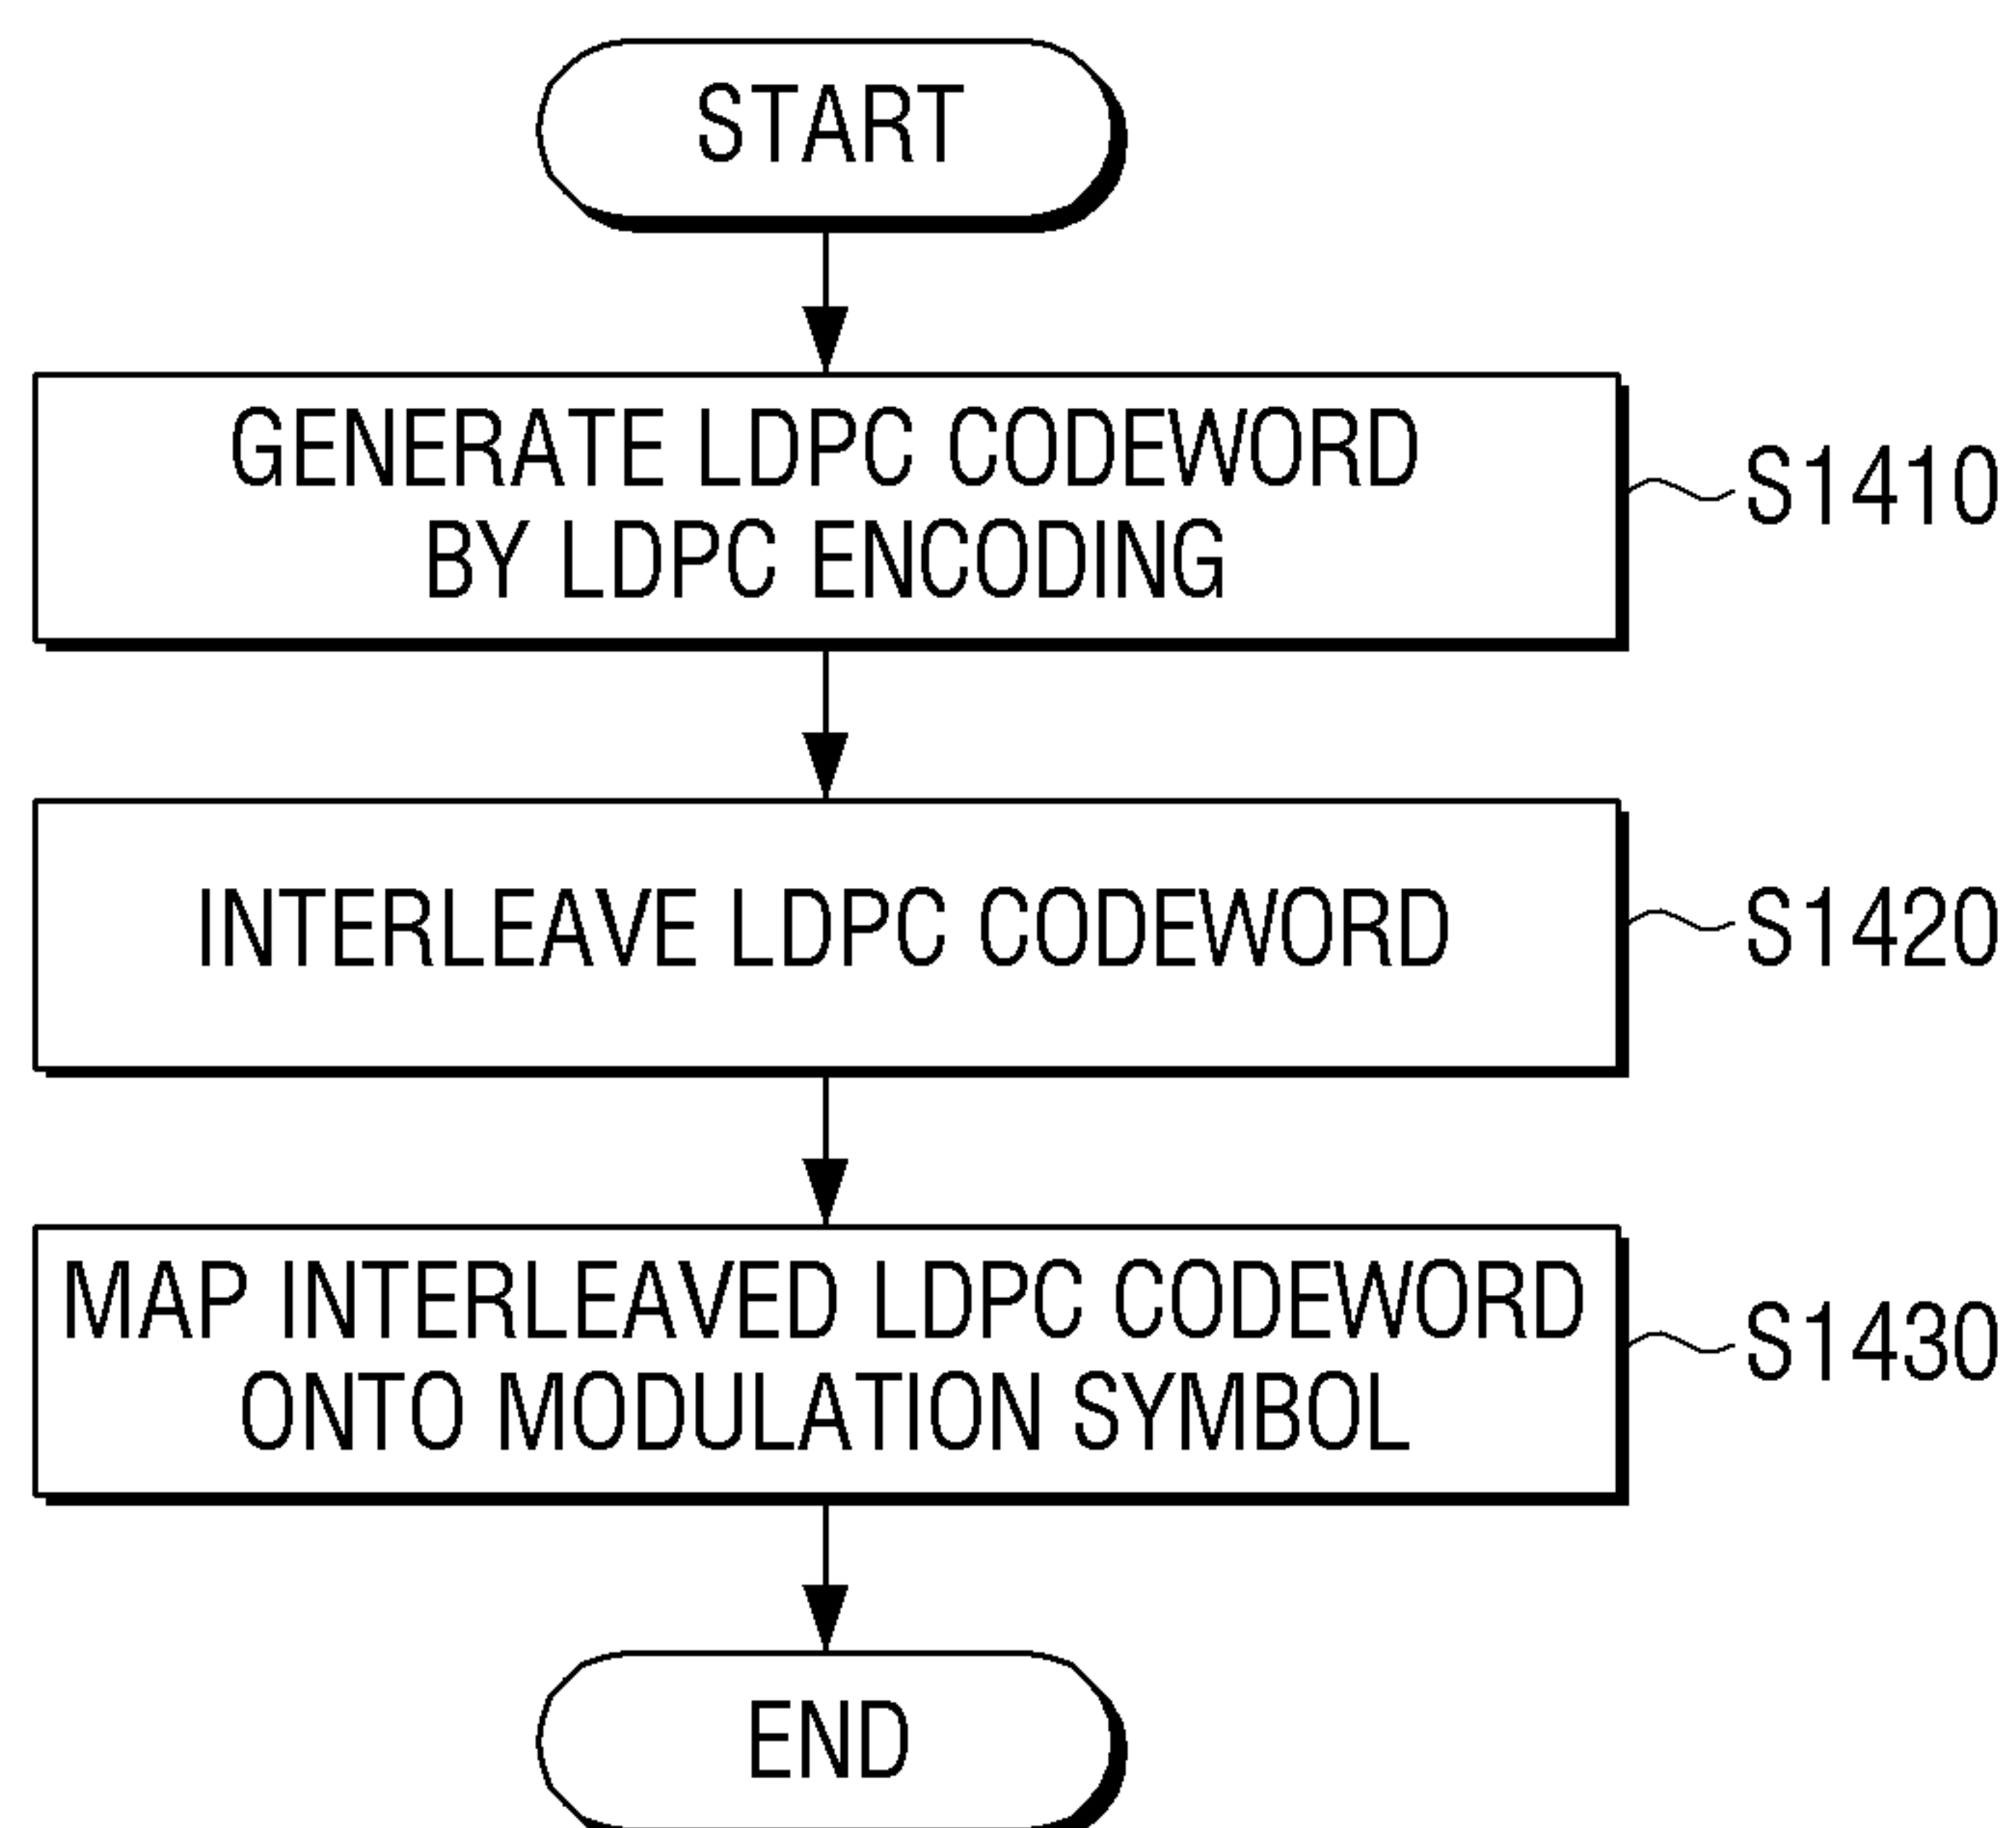 START
GENERATE LDPC CODEWORD
BY LDPC ENCODING
S1410
INTERLEAVE LDPC CODEWORD
S1420
MAP INTERLEAVED LDPC CODEWORD
ONTO MODULATION SYMBOL
S1430
END